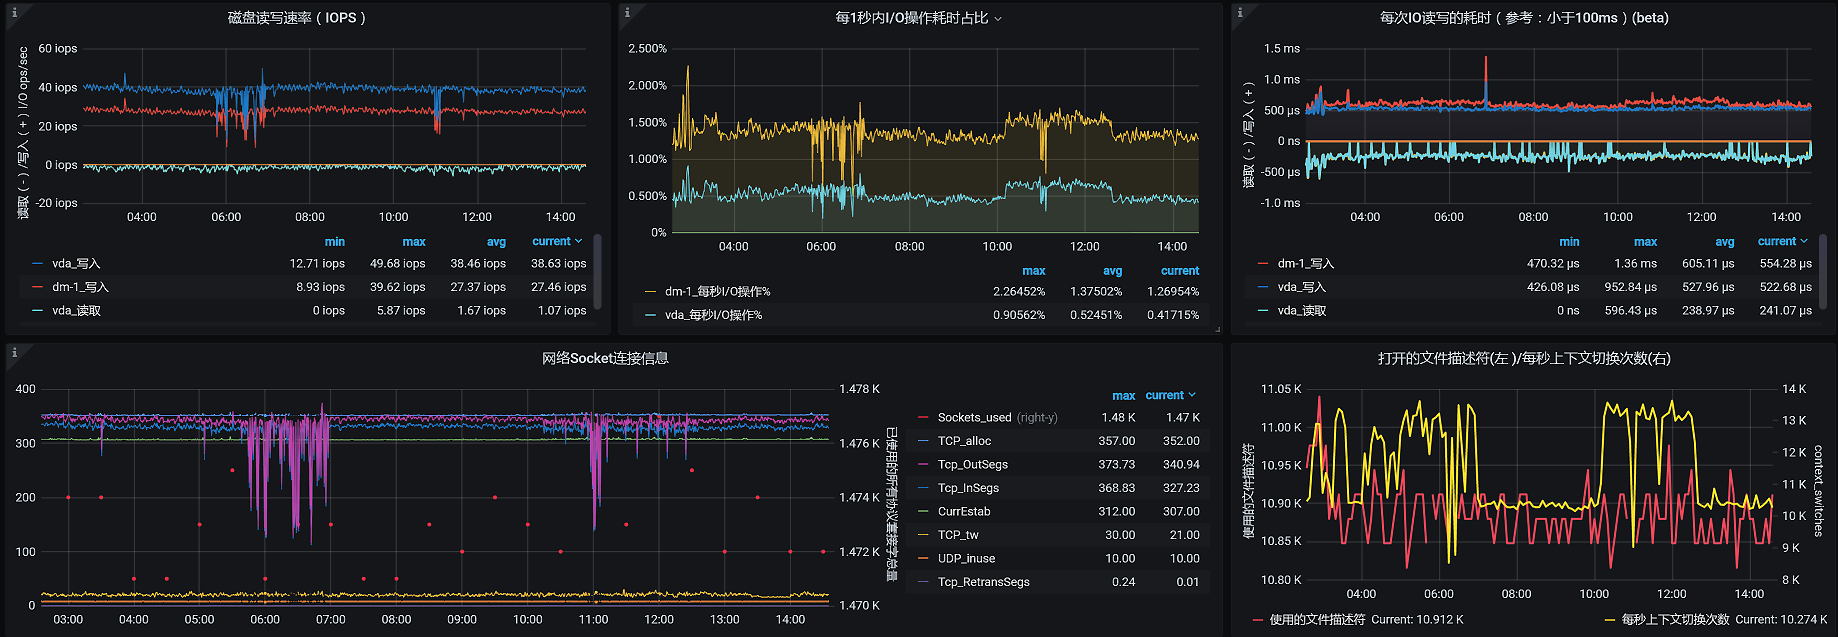 磁盘读写速率（IOPS）
读取（-）/写入（+）I/O ops/sec
60 iops
40 iops
20 iops
0 iops
-20 iops
04:00 06:00 08:00 10:00 12:00 14:00
min max avg current
vda_写入 12.71 iops 49.68 iops 38.46 iops 38.63 iops
dm-1_写入 8.93 iops 39.62 iops 27.37 iops 27.46 iops
vda_读取 0 iops 5.87 iops 1.67 iops 1.07 iops
每1秒内I/O操作耗时占比
2.500%
2.000%
1.500%
1.000%
0.500%
0%
04:00 06:00 08:00 10:00 12:00 14:00
max avg current
dm-1_每秒I/O操作% 2.26452% 1.37502% 1.26954%
vda_每秒I/O操作% 0.90562% 0.52451% 0.41715%
每次IO读写的耗时（参考：小于100ms）(beta)
读取（-）/写入（+）
1.5 ms
1.0 ms
500 µs
0 ns
-500 µs
-1.0 ms
04:00 06:00 08:00 10:00 12:00 14:00
min max avg current
dm-1_写入 470.32 µs 1.36 ms 605.11 µs 554.28 µs
vda_写入 426.08 µs 952.84 µs 527.96 µs 522.68 µs
vda_读取 0 ns 596.43 µs 238.97 µs 241.07 µs
网络Socket连接信息
400
300
200
100
0
1.478 K
1.476 K
1.474 K
1.472 K
1.470 K
已使用的所有协议套接字总量
03:00 04:00 05:00 06:00 07:00 08:00 09:00 10:00 11:00 12:00 13:00 14:00
max current
Sockets_used (right-y) 1.48 K 1.47 K
TCP_alloc 357.00 352.00
Tcp_OutSegs 373.73 340.94
Tcp_InSegs 368.83 327.23
CurrEstab 312.00 307.00
TCP_tw 30.00 21.00
UDP_inuse 10.00 10.00
Tcp_RetransSegs 0.24 0.01
打开的文件描述符(左 )/每秒上下文切换次数(右)
使用的文件描述符
11.05 K
11.00 K
10.95 K
10.90 K
10.85 K
10.80 K
14 K
13 K
12 K
11 K
10 K
9 K
8 K
context_switches
04:00 06:00 08:00 10:00 12:00 14:00
使用的文件描述符 Current: 10.912 K
每秒上下文切换次数 Current: 10.274 K